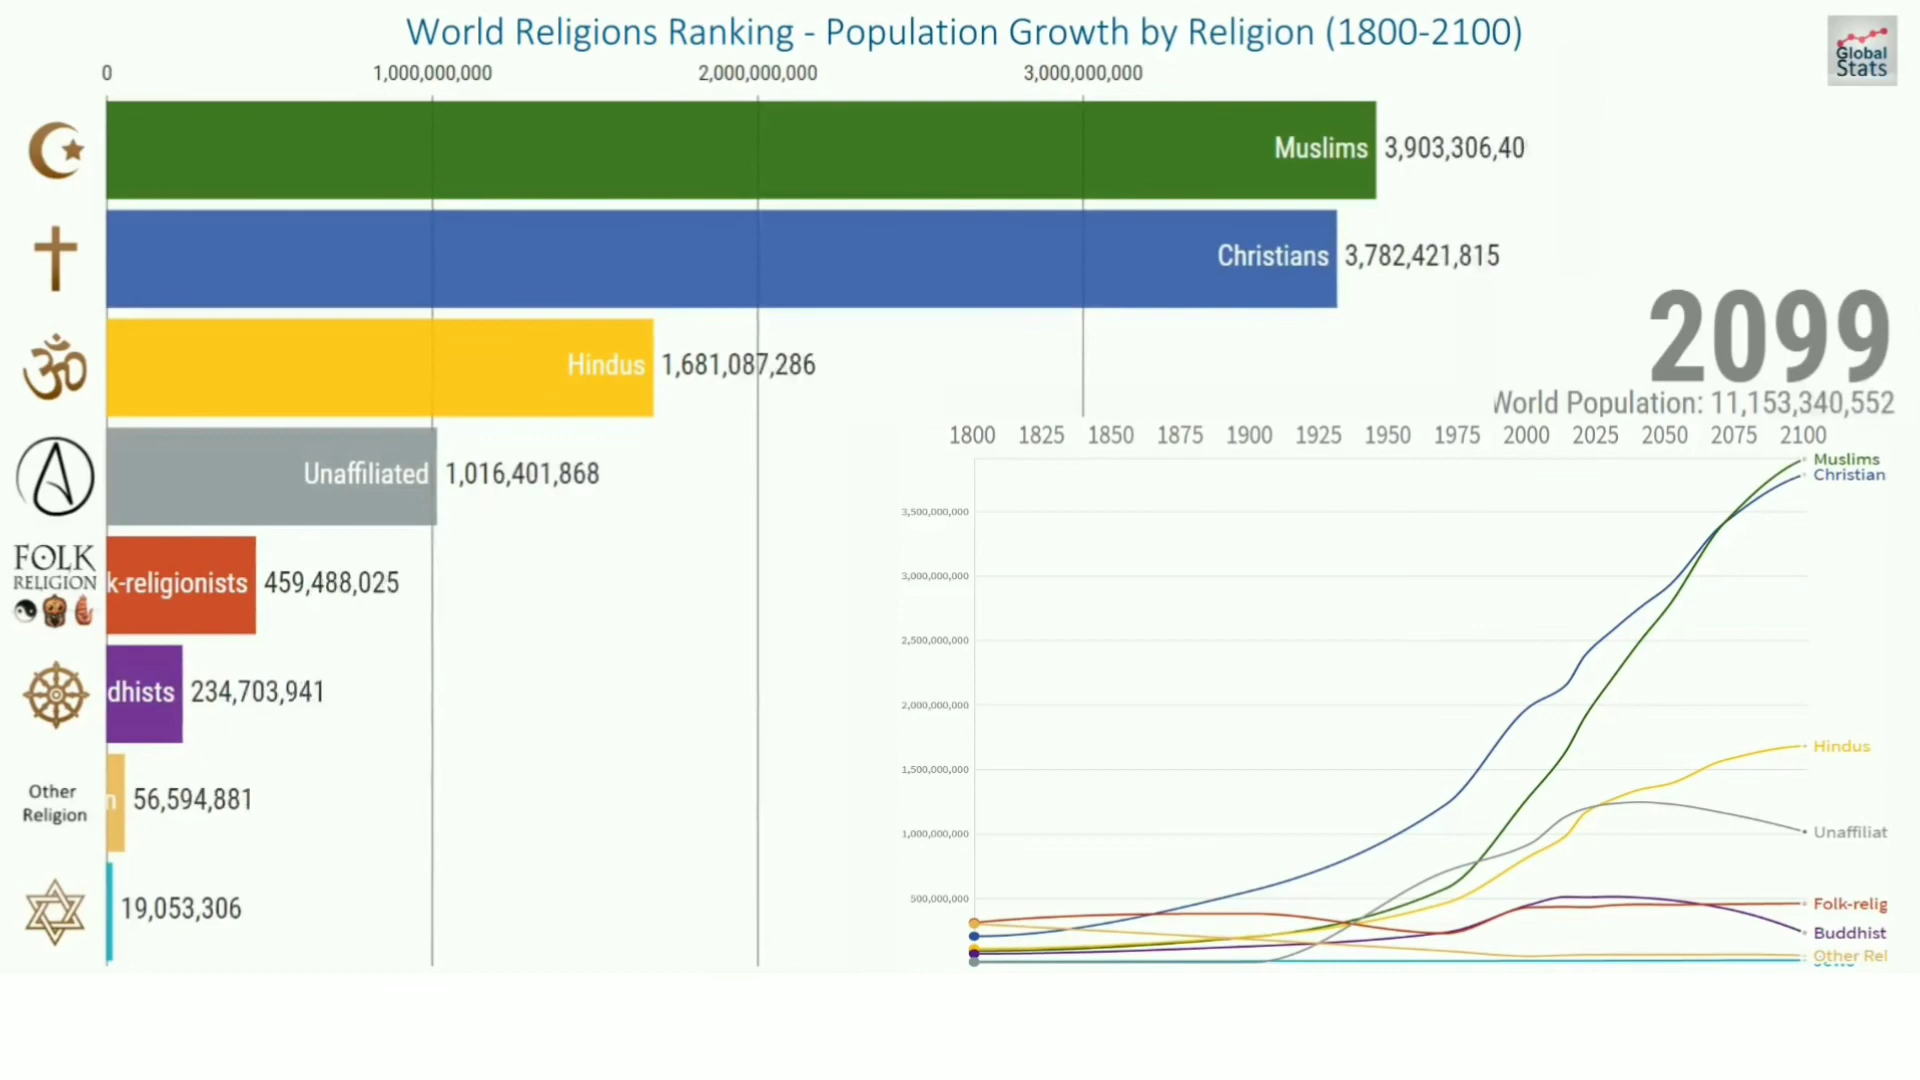 World Religions Ranking - Population Growth by Religion (1800-2100)
Global
Stats
0 1,000,000,000 2,000,000,000 3,000,000,000
Muslims 3,903,306,40
Christians 3,782,421,815
Hindus 1,681,087,286
Unaffiliated 1,016,401,868
FOLK
RELIGION
k-religionists 459,488,025
dhists 234,703,941
Other
Religion
n 56,594,881
19,053,306
2099
World Population: 11,153,340,552
1800 1825 1850 1875 1900 1925 1950 1975 2000 2025 2050 2075 2100
Muslims
Christian
3,500,000,000
3,000,000,000
2,500,000,000
2,000,000,000
Hindus
1,500,000,000
1,000,000,000
Unaffiliat
500,000,000
Folk-relig
Buddhist
Other Rel